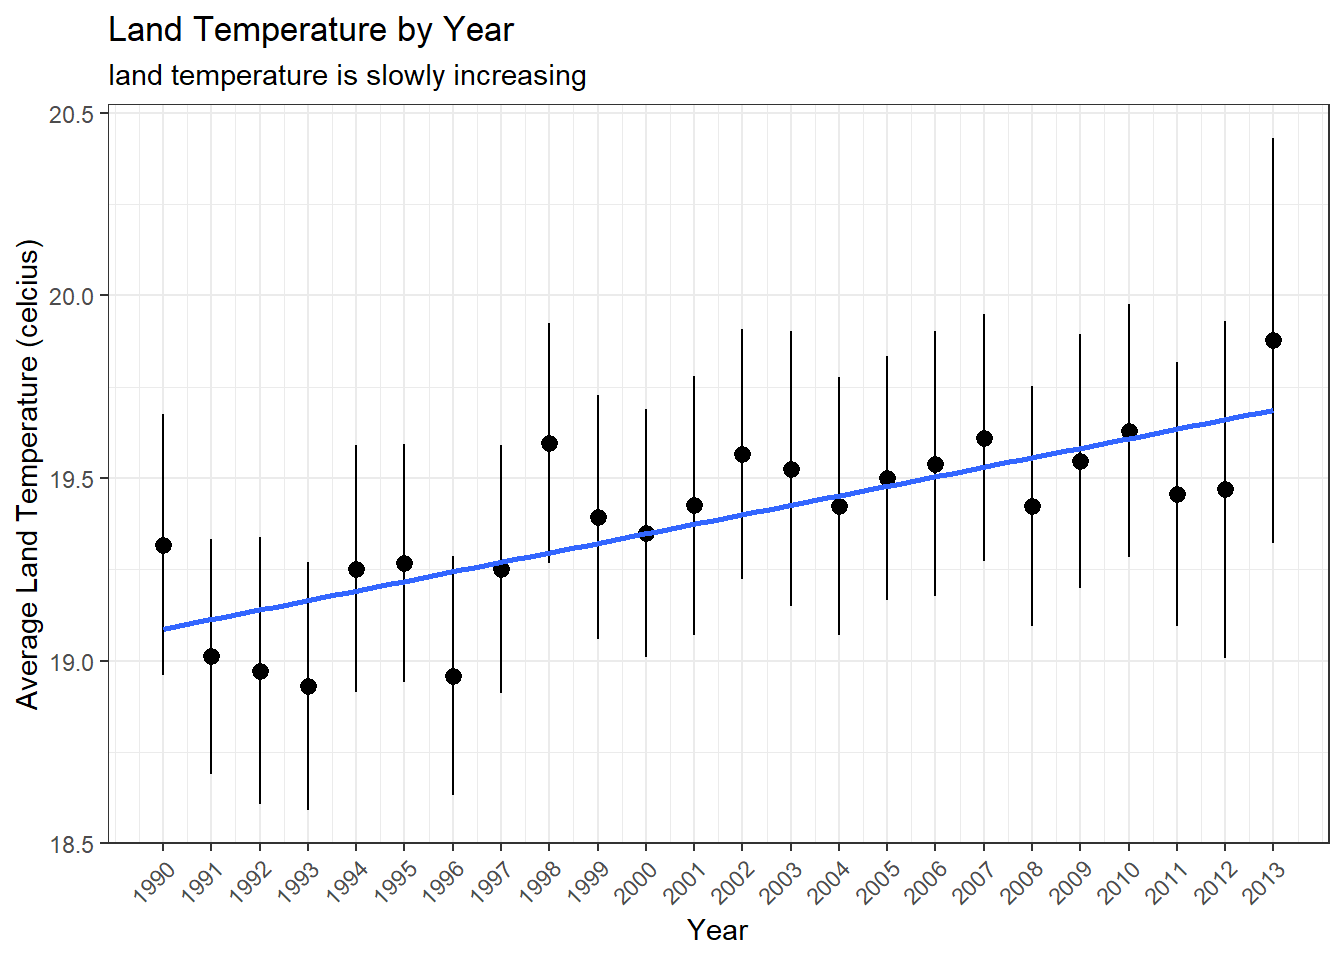 Land Temperature by Year
land temperature is slowly increasing
Average Land Temperature (celcius)
20.5
20.0
19.5
19.0
18.5
1990 1991 1992 1993 1994 1995 1996 1997 1998 1999 2000 2001 2002 2003 2004 2005 2006 2007 2008 2009 2010 2011 2012 2013
Year